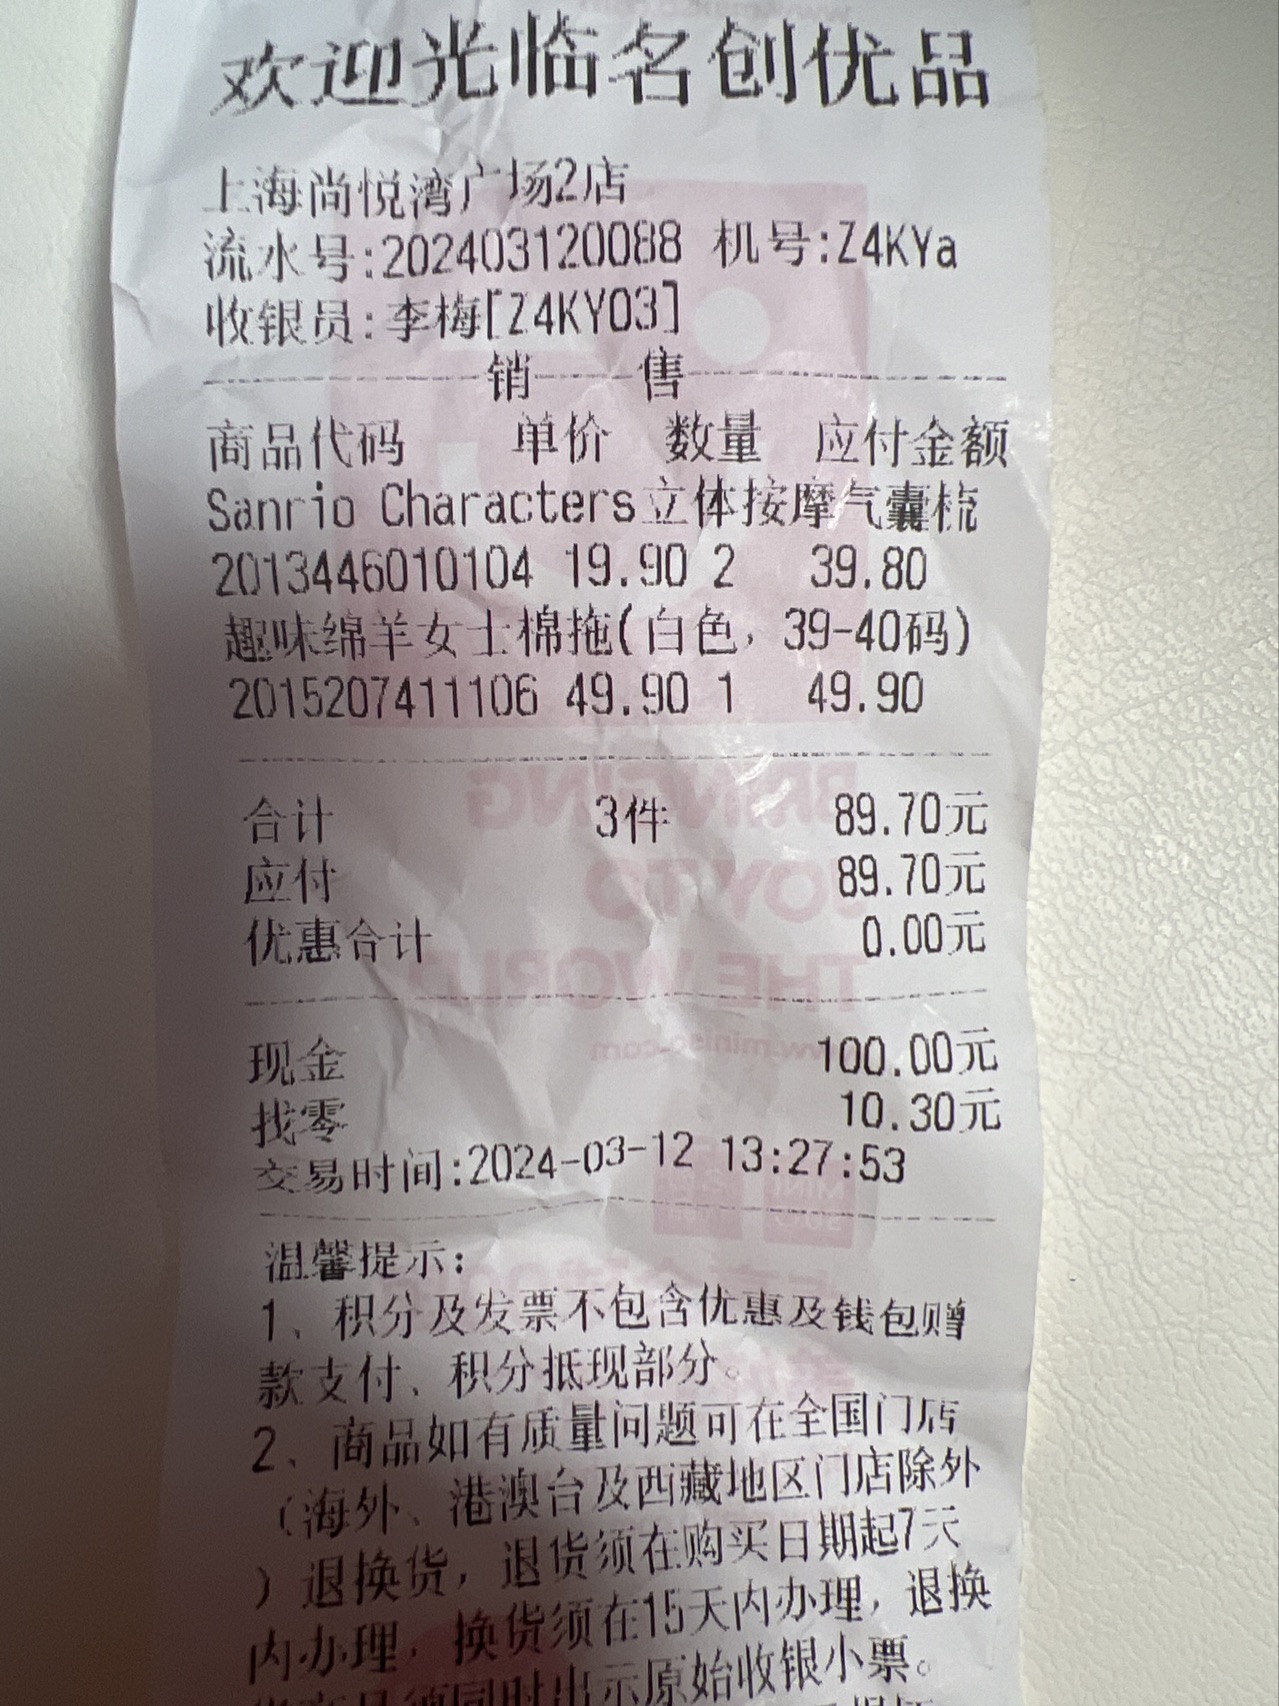 欢迎光临名创优品
上海尚悦湾广场2店
流水号:202403120088 机号:Z4KYa
收银员:李梅[Z4KY03]
销 售
商品代码 单价 数量 应付金额
Sanrio Characters立体按摩气囊梳
2013446010104 19.90 2 39.80
趣味绵羊女士棉拖(白色，39-40码)
2015207411106 49.90 1 49.90
合计 3件 89.70元
应付 89.70元
优惠合计 0.00元
现金 100.00元
找零 10.30元
交易时间:2024-03-12 13:27:53
温馨提示:
1、积分及发票不包含优惠及钱包赠
款支付、积分抵现部分。
2、商品如有质量问题可在全国门店
（海外、港澳台及西藏地区门店除外
）退换货，退货须在购买日期起7天
内办理，换货须在15天内办理，退换
货商品须同时出示原始收银小票。
BRINGING
JOY TO
THE WORLD
www.miniso.com